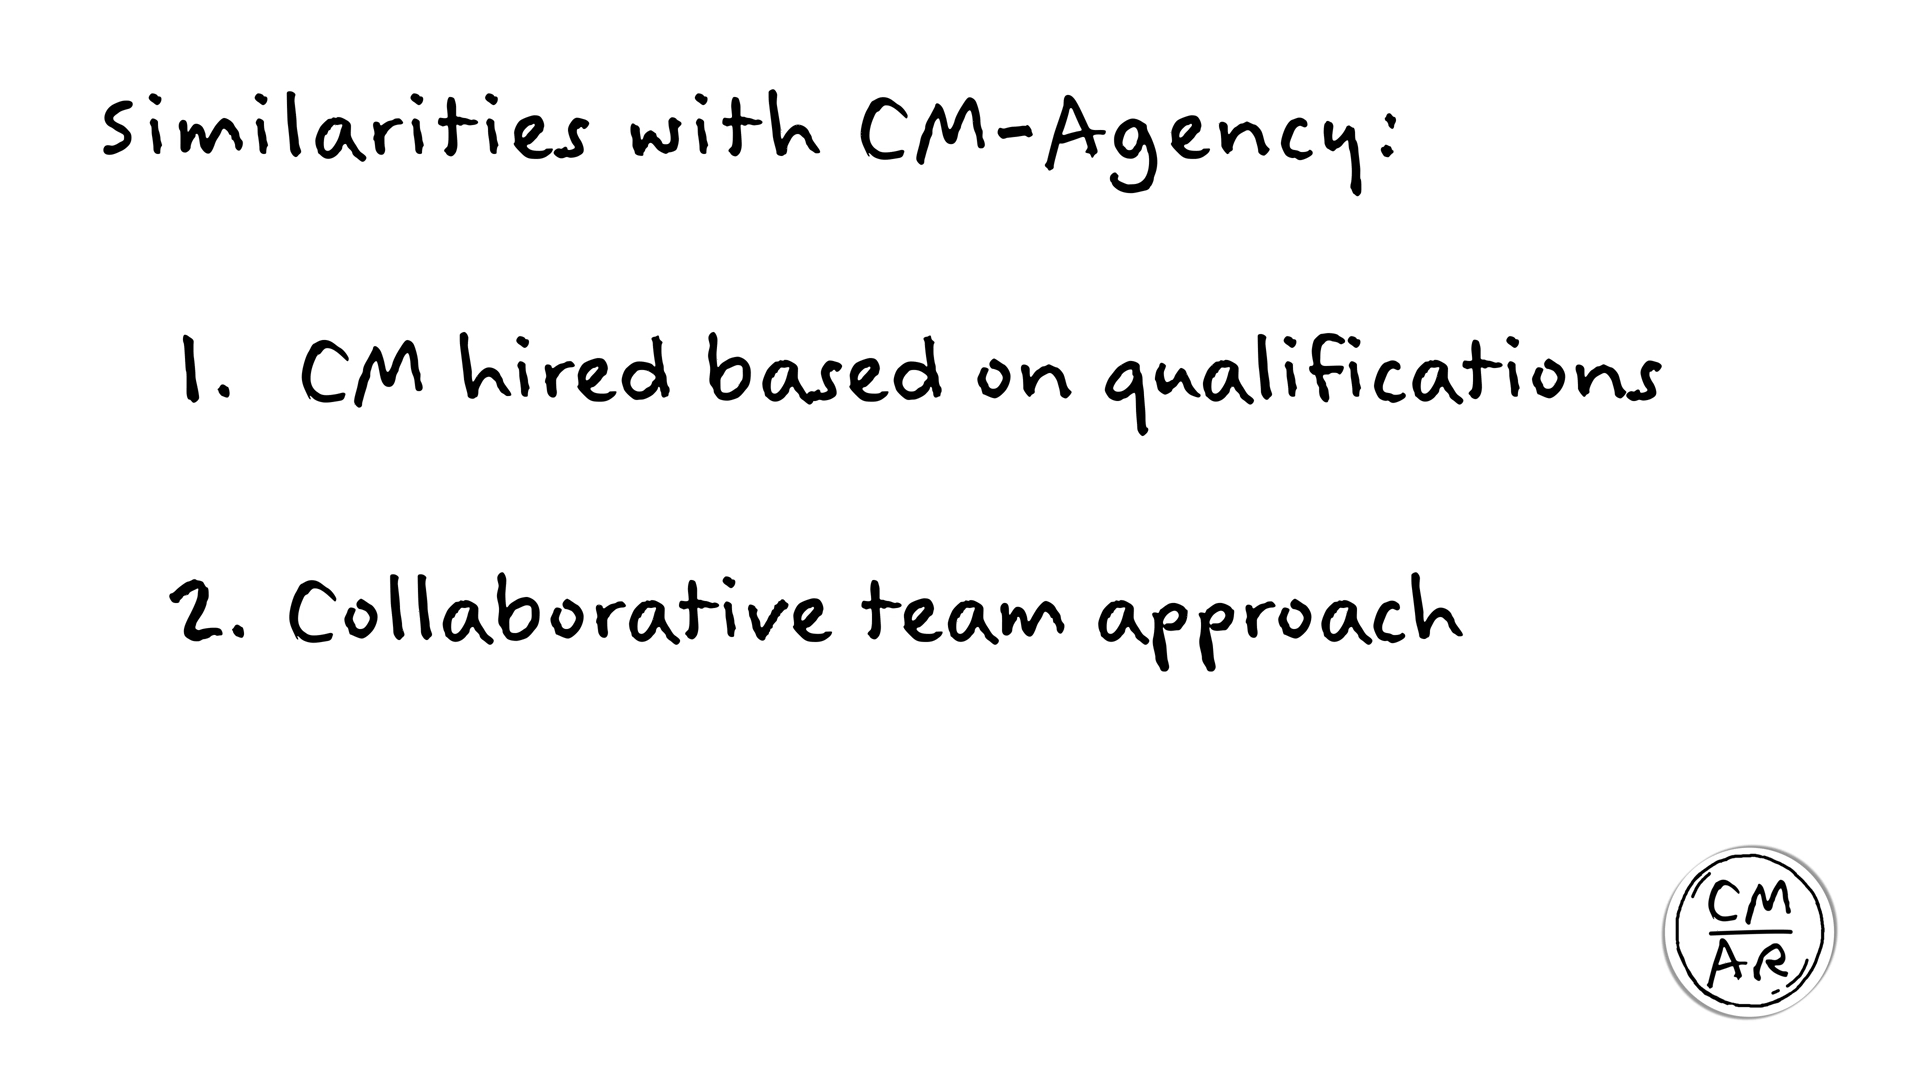 Similarities with CM-Agency:
1. CM hired based on qualifications
2. Collaborative team approach
CM
AR